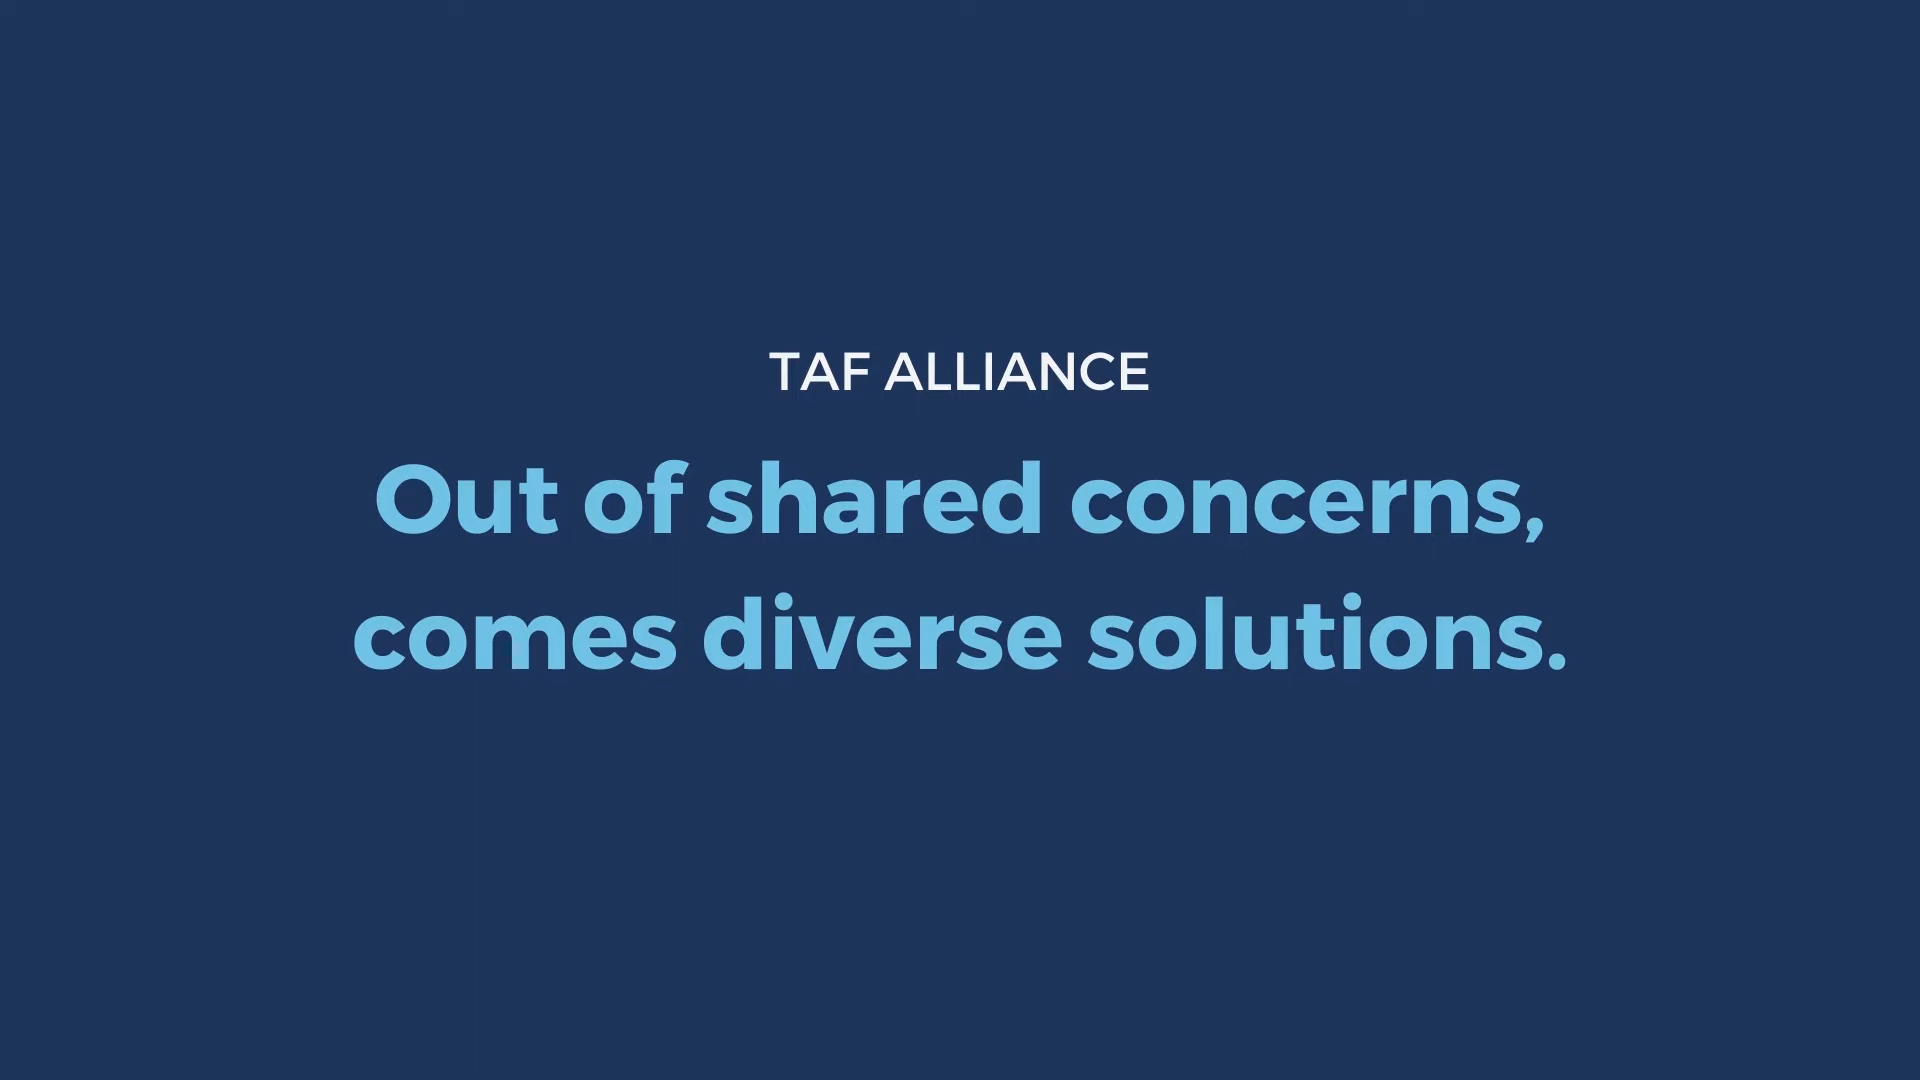 TAF ALLIANCE
Out of shared concerns,
comes diverse solutions.